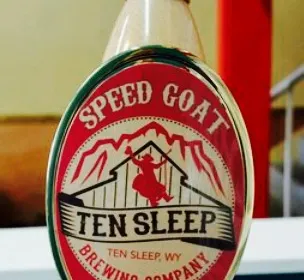 SPEED GOAT
TEN SLEEP
TEN SLEEP, WY
BREWING COMPANY